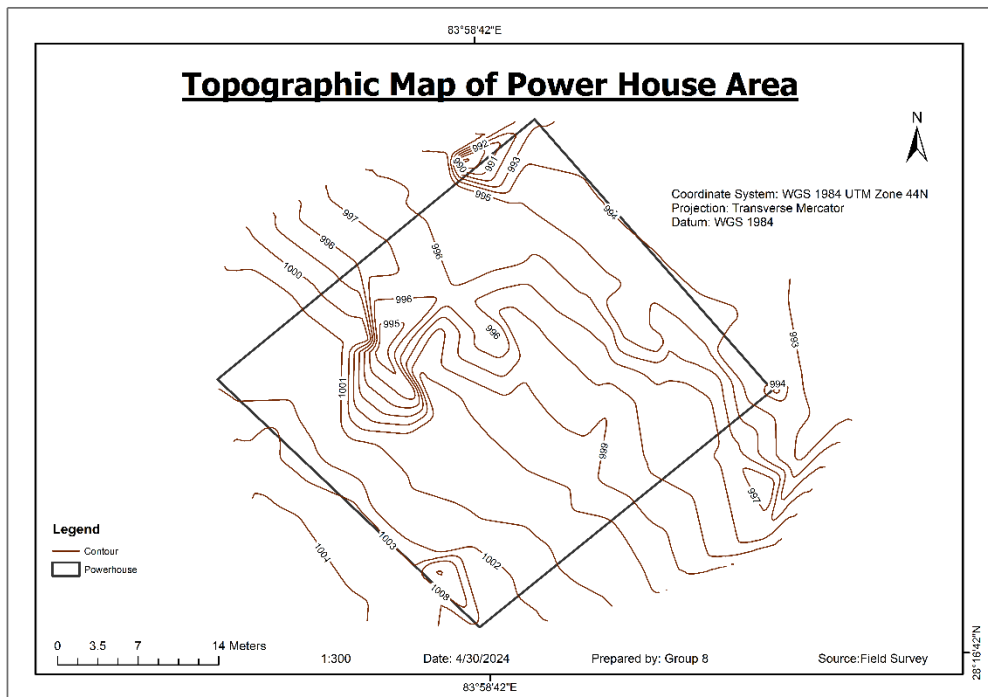 83°58'42"E
Topographic Map of Power House Area
N
Coordinate System: WGS 1984 UTM Zone 44N
Projection: Transverse Mercator
Datum: WGS 1984
992
990
991
993
995
994
997
996
998
1000
996
995
996
993
1001
994
999
997
1003
1002
1004
1008
Legend
Contour
Powerhouse
0 3.5 7 14 Meters
1:300
Date: 4/30/2024
Prepared by: Group 8
Source:Field Survey
28°16'42"N
83°58'42"E